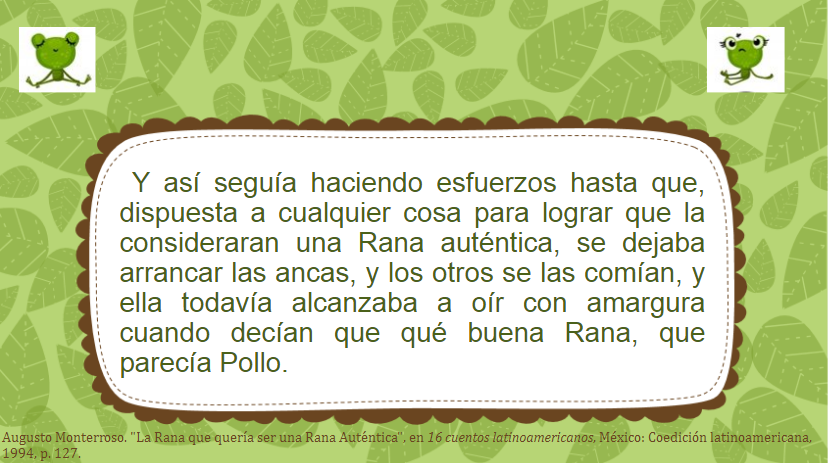 Y así seguía haciendo esfuerzos hasta que,
dispuesta a cualquier cosa para lograr que la
consideraran una Rana auténtica, se dejaba
arrancar las ancas, y los otros se las comían, y
ella todavía alcanzaba a oír con amargura
cuando decían que qué buena Rana, que
parecía Pollo.
Augusto Monterroso. "La Rana que quería ser una Rana Auténtica", en 16 cuentos latinoamericanos, México: Coedición latinoamericana,
1994, p. 127.